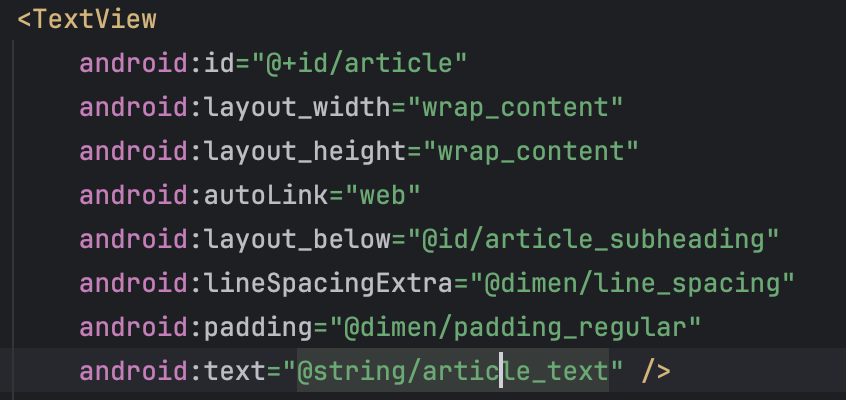 <TextView
android:id="@+id/article"
android:layout_width="wrap_content"
android:layout_height="wrap_content"
android:autoLink="web"
android:layout_below="@id/article_subheading"
android:lineSpacingExtra="@dimen/line_spacing"
android:padding="@dimen/padding_regular"
android:text="@string/article_text" />